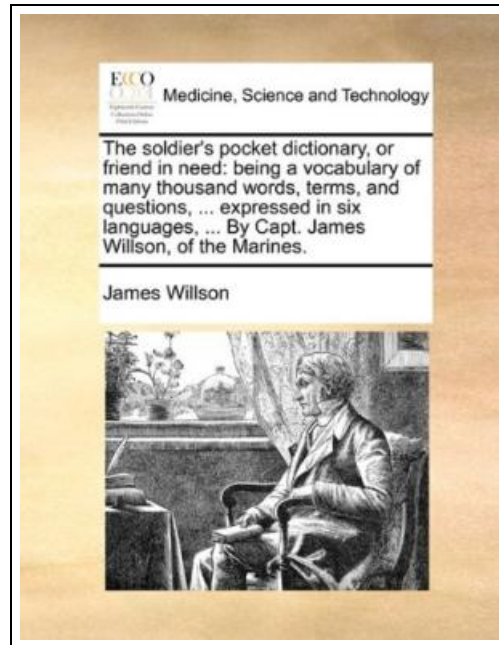 ECCO
Medicine, Science and Technology
The soldier's pocket dictionary, or
friend in need: being a vocabulary of
many thousand words, terms, and
questions, ... expressed in six
languages, ... By Capt. James
Willson, of the Marines.
James Willson